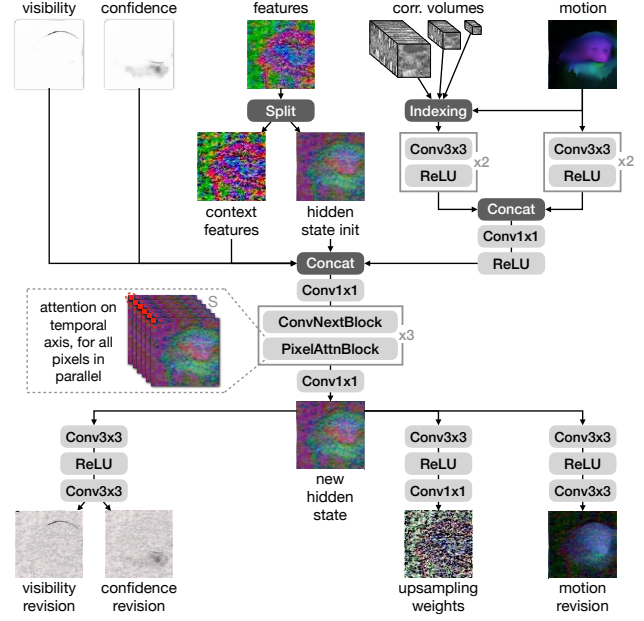 visibility
confidence
features
corr. volumes
motion
Split
Indexing
Conv3x3
ReLU
x2
Conv3x3
ReLU
x2
context
features
hidden
state init
Concat
Conv1x1
ReLU
Concat
Conv1x1
attention on
temporal
axis, for all
pixels in
parallel
S
ConvNextBlock
PixelAttnBlock
x3
Conv1x1
Conv3x3
ReLU
Conv3x3
new
hidden
state
Conv3x3
ReLU
Conv1x1
Conv3x3
ReLU
Conv3x3
visibility
revision
confidence
revision
upsampling
weights
motion
revision